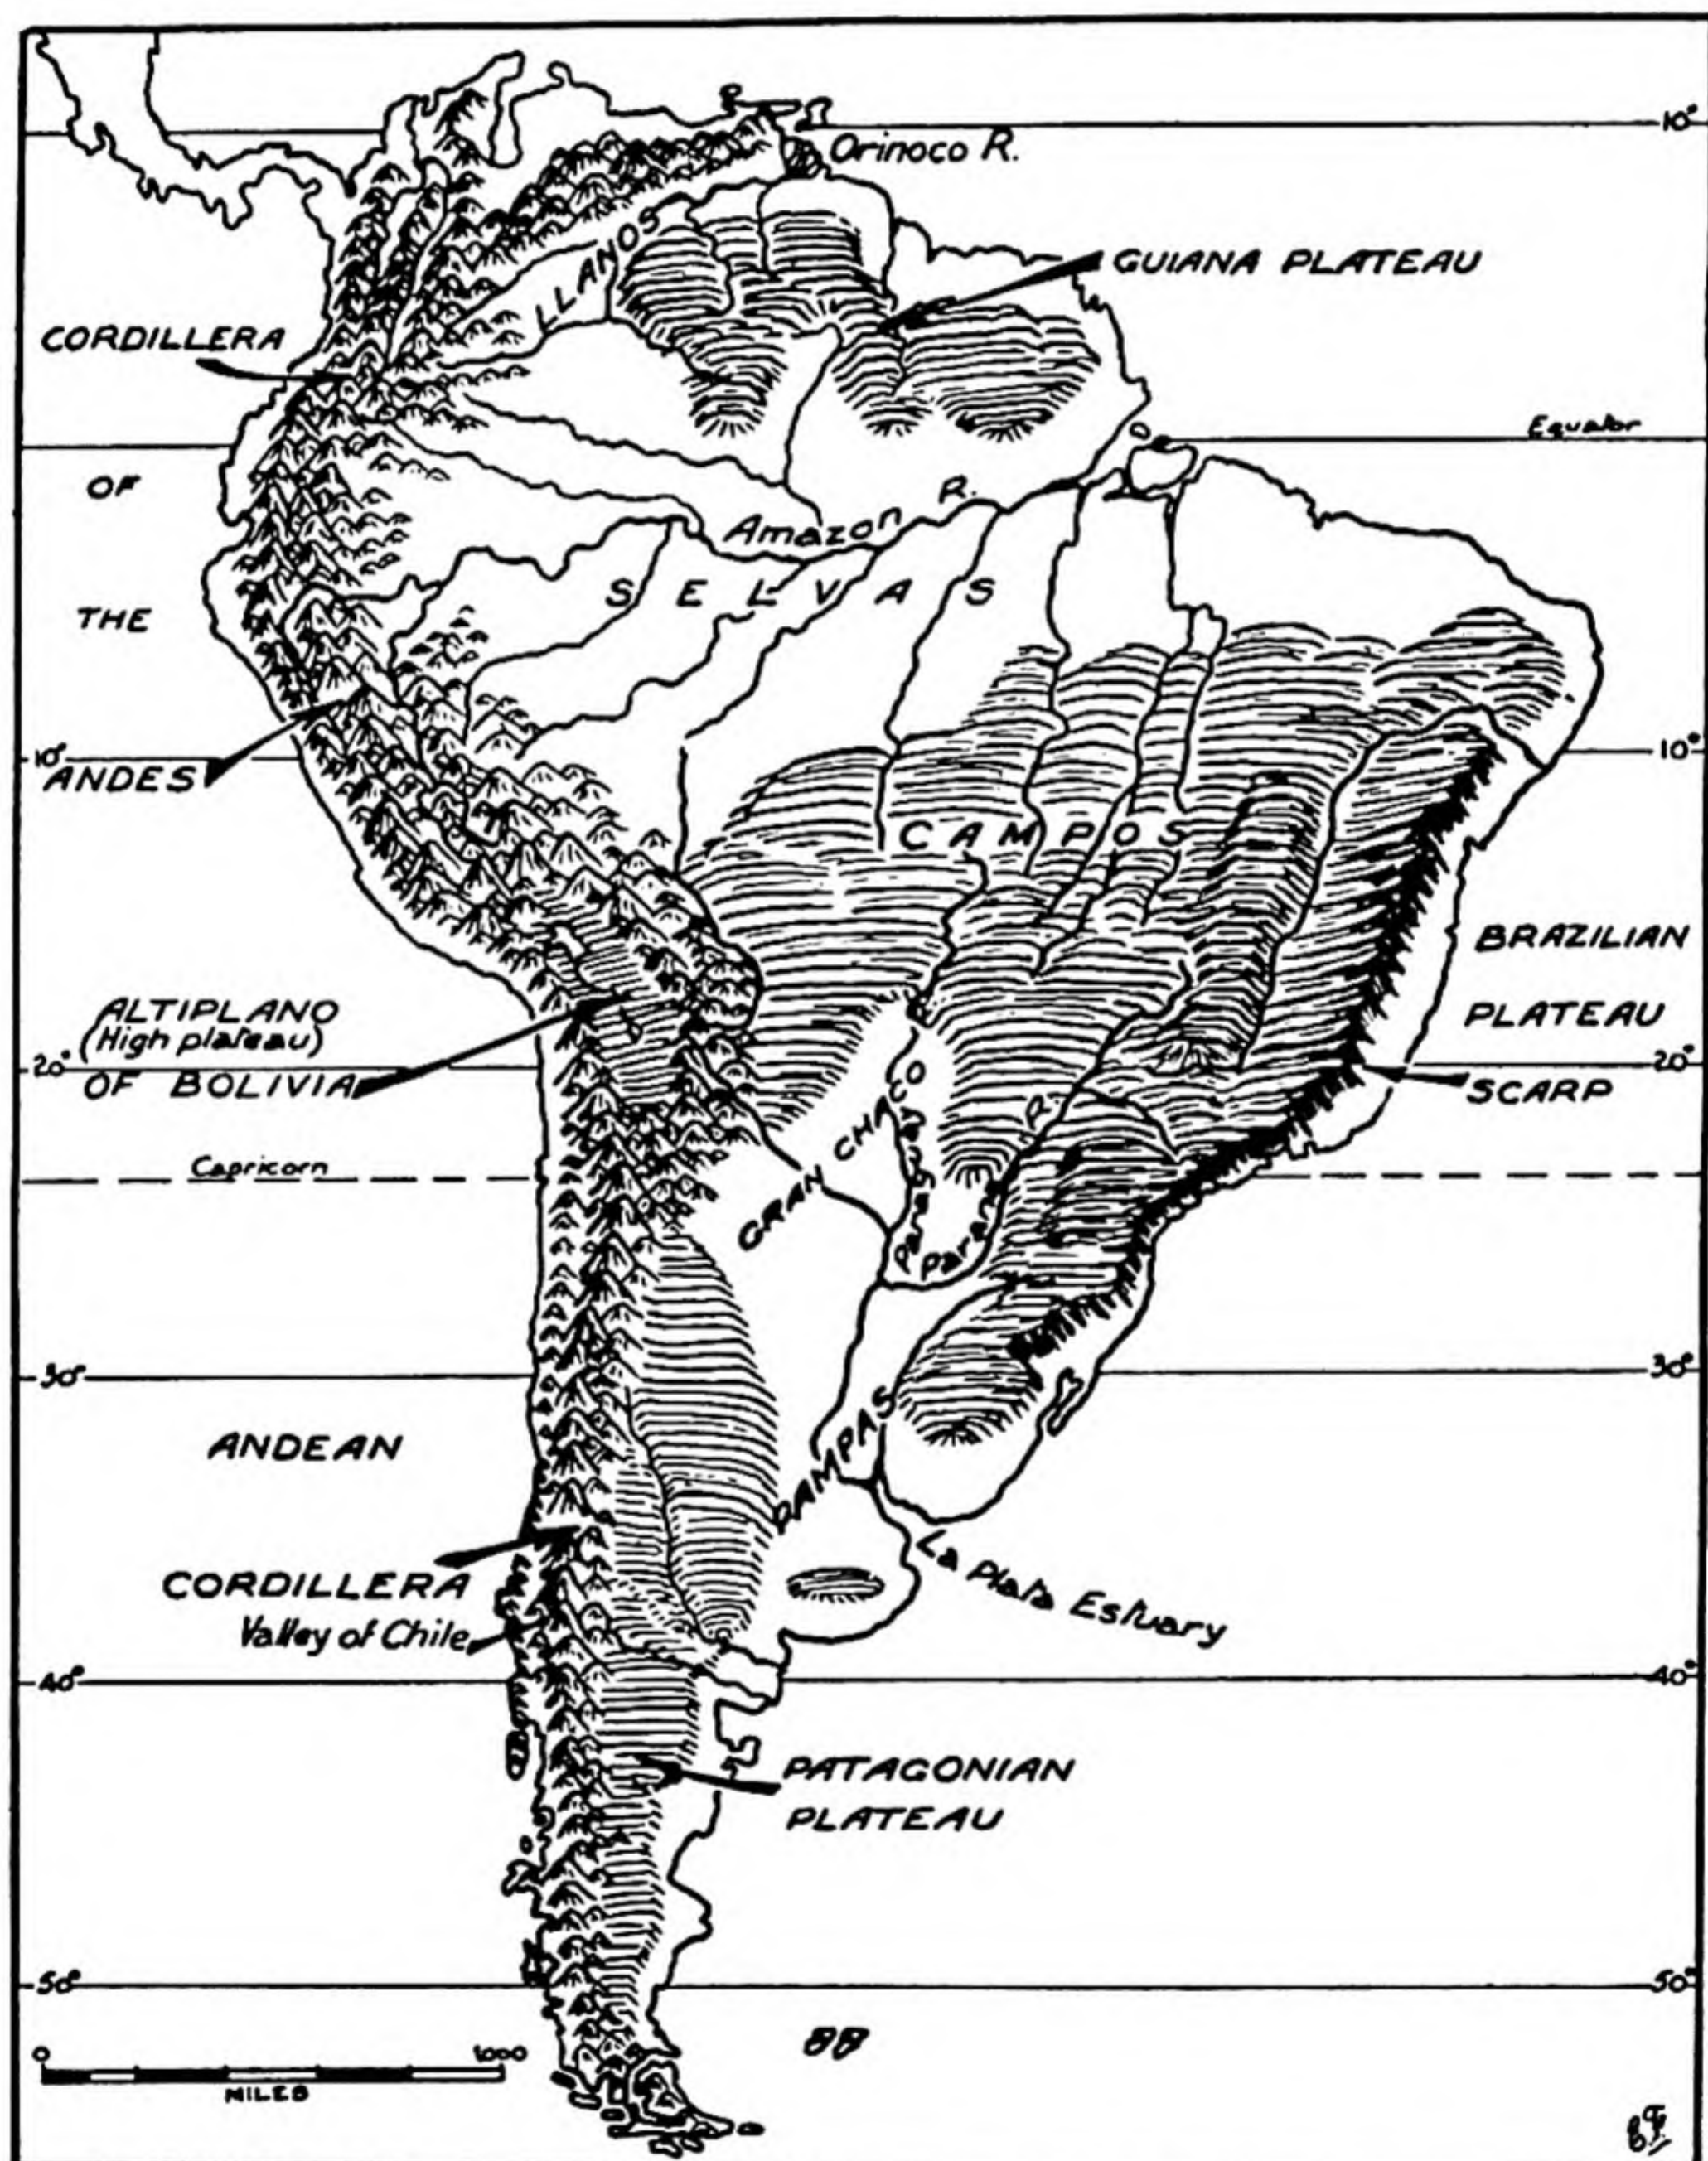 10°
Orinoco R.
LLANOS
GUIANA PLATEAU
CORDILLERA
Equator
OF
Amazon R.
THE
SELVAS
10°
10°
ANDES
CAMPOS
BRAZILIAN
PLATEAU
ALTIPLANO
(High plateau)
OF BOLIVIA
20°
20°
SCARP
GRAN CHACO
Paraguay
Parana R.
Capricorn
30°
30°
PAMPAS
ANDEAN
CORDILLERA
Valley of Chile
La Plata Estuary
40°
40°
PATAGONIAN
PLATEAU
50°
50°
0 1000
MILES